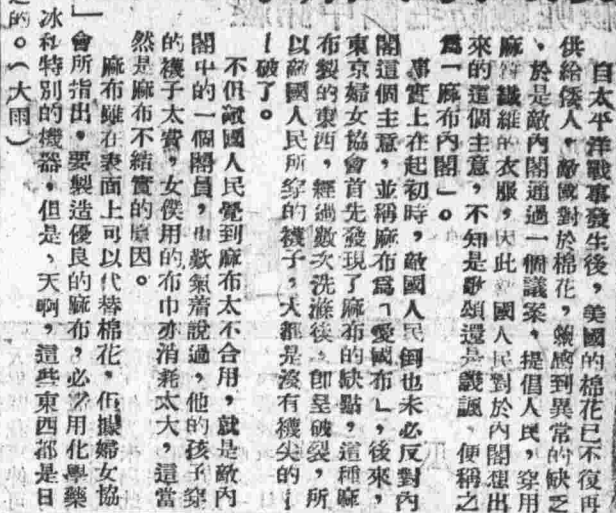 自太平洋戰事發生後，美國的棉花已不復再
供給倭人，敵國對於棉花，頗感到異常的缺乏
，於是敵內閣通過一個議案，提倡人民，穿用
麻符纖維的衣服，因此敵國人民對於內閣想出
來的這個主意，不知是歌頌還是譏諷，便稱之
為「麻布內閣」。
事實上在起初時，敵國人民倒也未必反對內
閣這個主意，並稱麻布為「愛國布」，後來，
東京婦女協會首先發現了麻布的缺點，這種麻
布製的東西，經過數次洗滌後，即呈破裂，所
以敵國人民所穿的襪子，大都是沒有襪尖的｛
｛破了。
不但敵國人民覺到麻布太不合用，就是敵內
閣中的一個閣員，也歎氣着說過，他的孩子穿
的襪子太費，女僕用的布巾亦消耗太大，這當
然是麻布不結實的原因。
麻布雖在表面上可以代替棉花，但據婦女協
會所指出，要製造優良的麻布，必需用化學藥
冰和特別的機器，但是，天啊，這些東西都是日
的。（大雨）